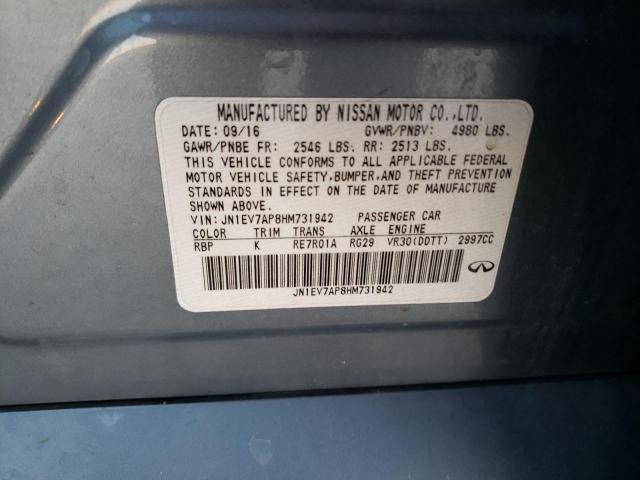 MANUFACTURED BY NISSAN MOTOR CO.,LTD.
DATE: 09/16 GVWR/PNBV: 4980 LBS.
GAWR/PNBE FR: 2546 LBS. RR: 2513 LBS.
THIS VEHICLE CONFORMS TO ALL APPLICABLE FEDERAL
MOTOR VEHICLE SAFETY, BUMPER, AND THEFT PREVENTION
STANDARDS IN EFFECT ON THE DATE OF MANUFACTURE
SHOWN ABOVE.
VIN: JN1EV7AP8HM731942 PASSENGER CAR
COLOR TRIM TRANS AXLE ENGINE
RBP K RE7R01A RG29 VR30(DDTT) 2997CC
JN1EV7AP8HM731942